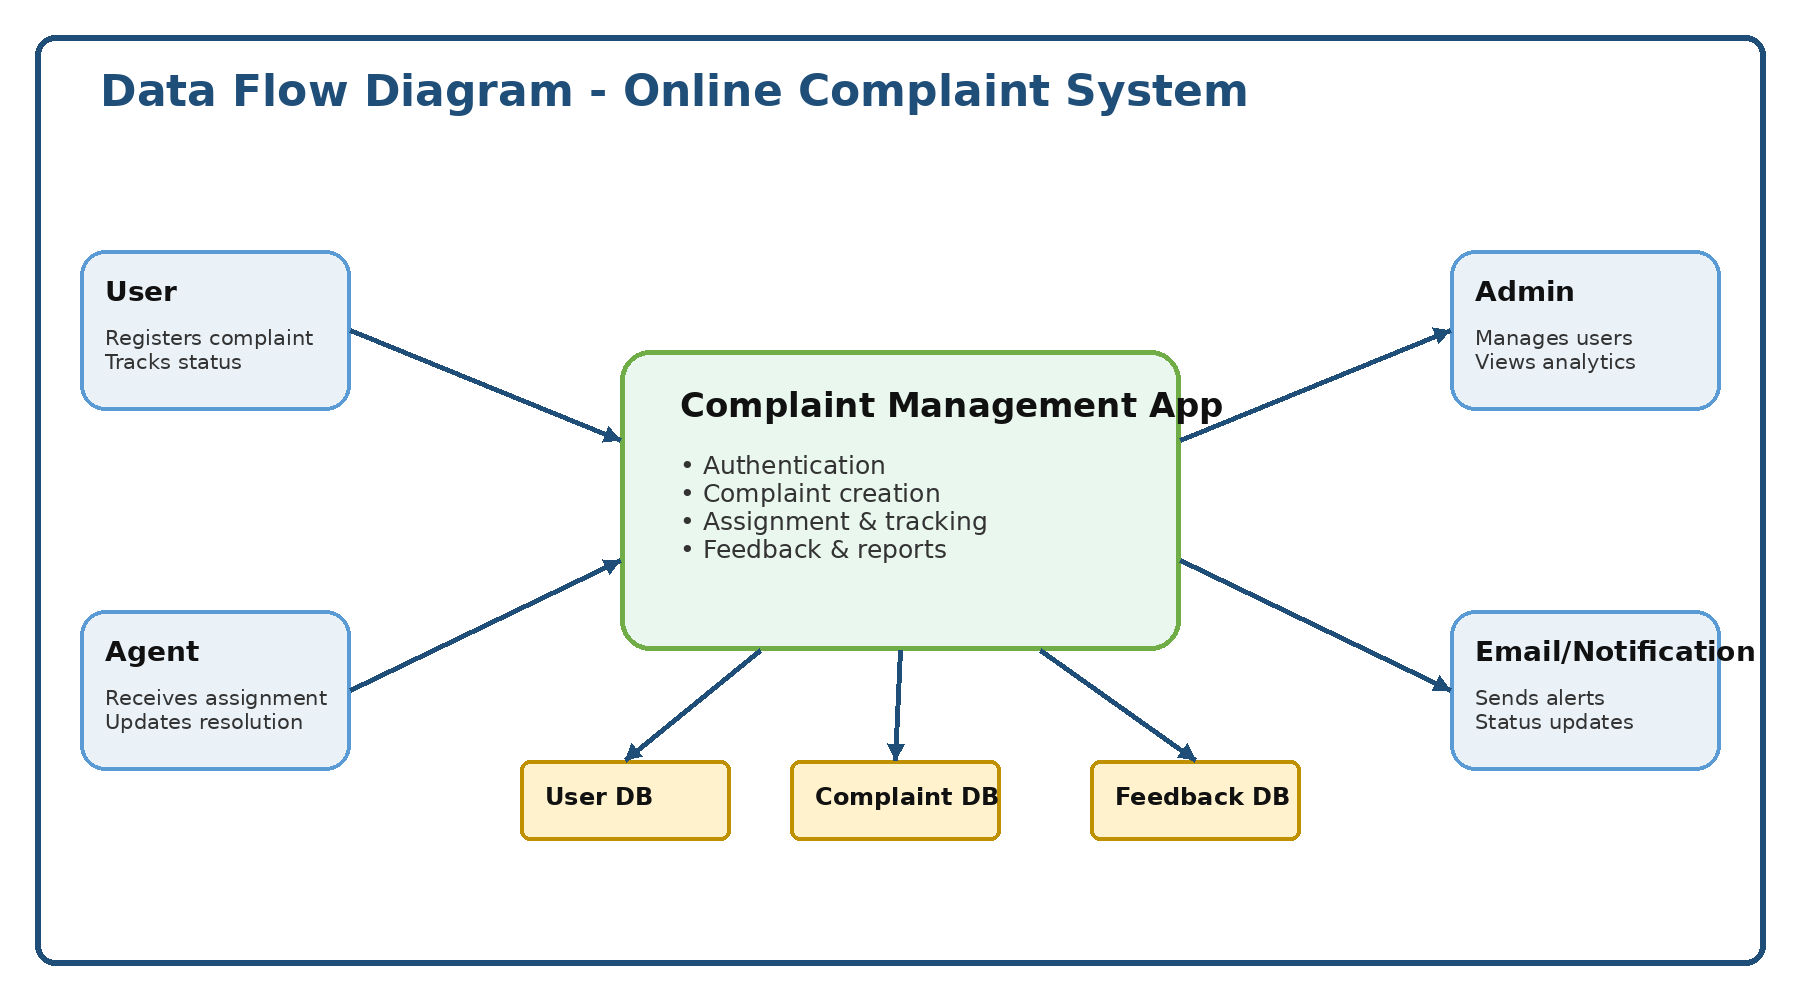 Data Flow Diagram - Online Complaint System
User
Registers complaint
Tracks status
Admin
Manages users
Views analytics
Complaint Management App
• Authentication
• Complaint creation
• Assignment & tracking
• Feedback & reports
Agent
Receives assignment
Updates resolution
Email/Notification
Sends alerts
Status updates
User DB
Complaint DB
Feedback DB